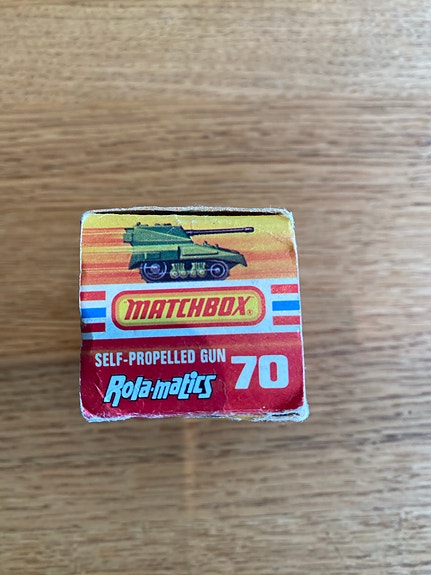 MATCHBOX®
SELF-PROPELLED GUN 70
Rola-matics